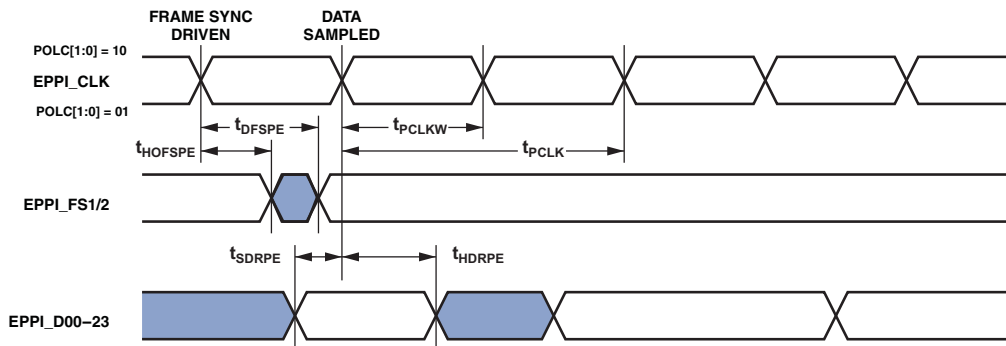 FRAME SYNC
DRIVEN
DATA
SAMPLED
POLC[1:0] = 10
EPPI_CLK
POLC[1:0] = 01
tDFSPE
tPCLKW
tHOFSPE
tPCLK
EPPI_FS1/2
tSDRPE
tHDRPE
EPPI_D00–23